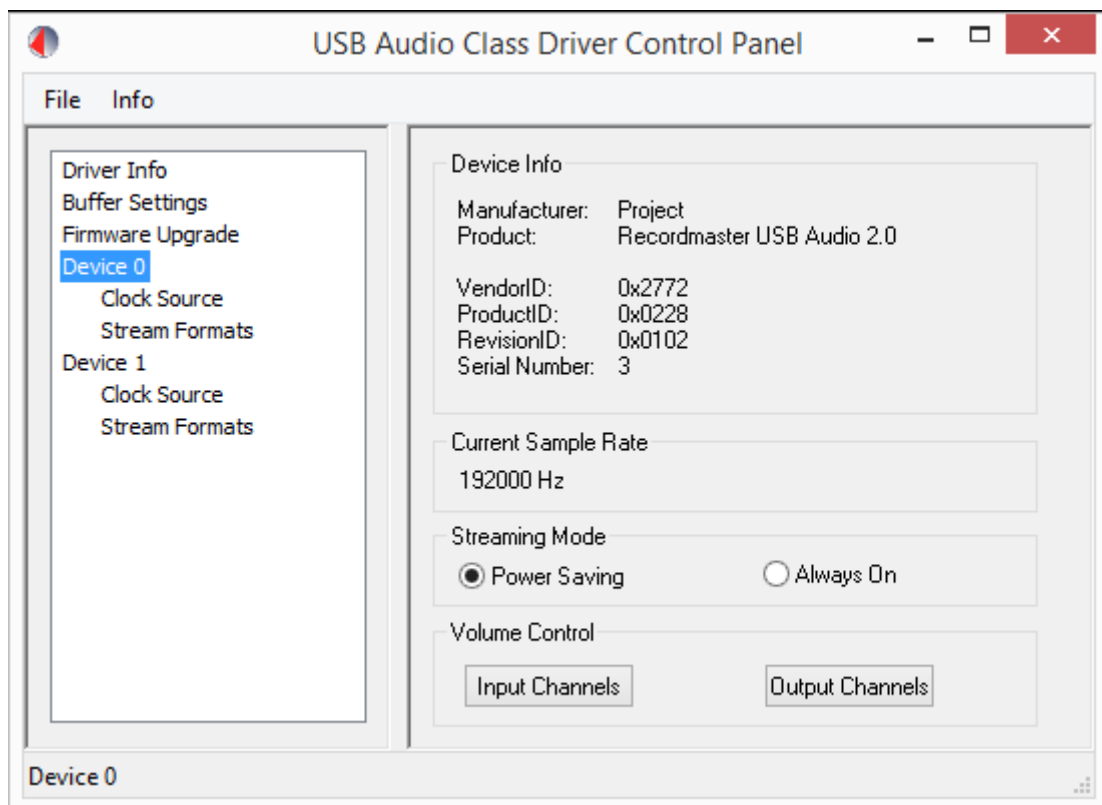 USB Audio Class Driver Control Panel
File Info
Driver Info
Buffer Settings
Firmware Upgrade
Device 0
Clock Source
Stream Formats
Device 1
Clock Source
Stream Formats
Device Info
Manufacturer: Project
Product: Recordmaster USB Audio 2.0
VendorID: 0x2772
ProductID: 0x0228
RevisionID: 0x0102
Serial Number: 3
Current Sample Rate
192000 Hz
Streaming Mode
Power Saving Always On
Volume Control
Input Channels Output Channels
Device 0